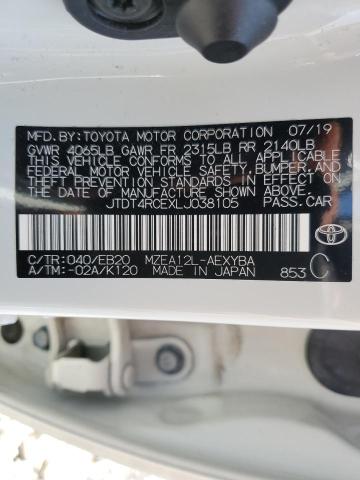 MFD.BY:TOYOTA MOTOR CORPORATION 07/19
GVWR 4065LB GAWR FR 2315LB RR 2140LB
THIS VEHICLE CONFORMS TO ALL APPLICABLE
FEDERAL MOTOR VEHICLE SAFETY, BUMPER, AND
THEFT PREVENTION STANDARDS IN EFFECT ON
THE DATE OF MANUFACTURE SHOWN ABOVE.
JTDT4RCEXLJ038105 PASS.CAR
C/TR:040/EB20 MZEA12L-AEXYBA
A/TM:-02A/K120 MADE IN JAPAN 853 C